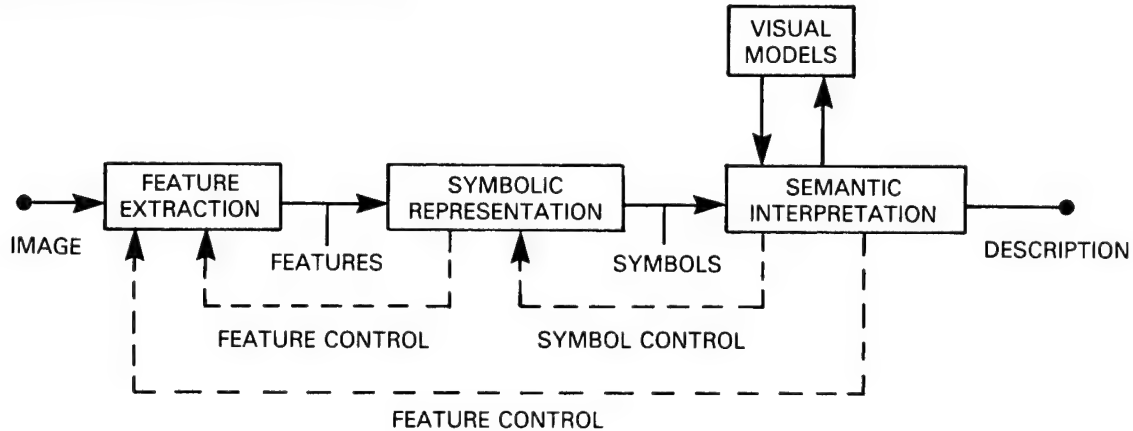 VISUAL
MODELS
FEATURE
EXTRACTION
SYMBOLIC
REPRESENTATION
SEMANTIC
INTERPRETATION
IMAGE
FEATURES
SYMBOLS
DESCRIPTION
FEATURE CONTROL
SYMBOL CONTROL
FEATURE CONTROL